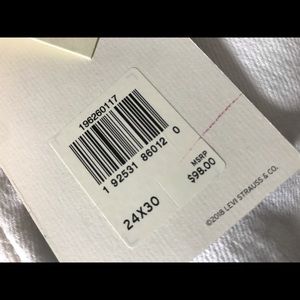 196260117
1 92531 86012 0
24X30
MSRP
$98.00
©2018 LEVI STRAUSS & CO.